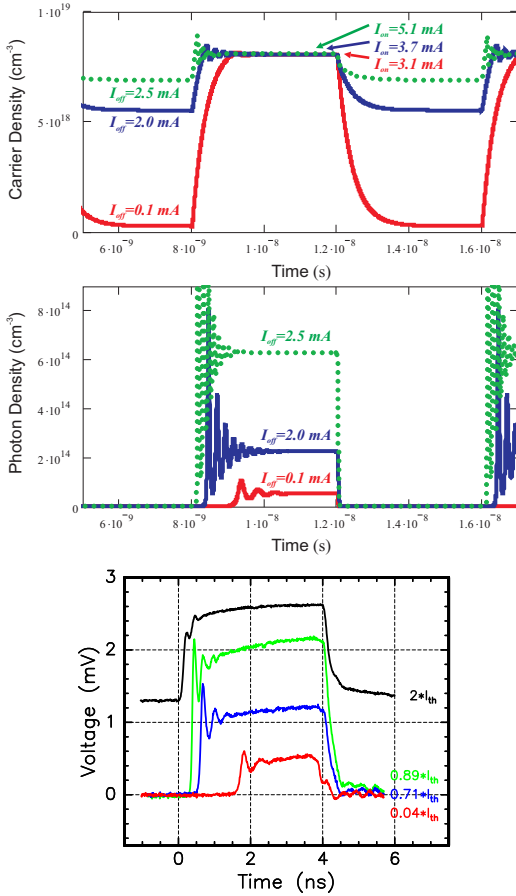 1·10¹⁹
I_on=5.1 mA
I_on=3.7 mA
I_on=3.1 mA
Carrier Density (cm⁻³)
I_off=2.5 mA
5·10¹⁸
I_off=2.0 mA
I_off=0.1 mA
0
6·10⁻⁹ 8·10⁻⁹ 1·10⁻⁸ 1.2·10⁻⁸ 1.4·10⁻⁸ 1.6·10⁻⁸
Time (s)
Photon Density (cm⁻³)
8·10¹⁴
I_off=2.5 mA
6·10¹⁴
4·10¹⁴
I_off=2.0 mA
2·10¹⁴
I_off=0.1 mA
0
6·10⁻⁹ 8·10⁻⁹ 1·10⁻⁸ 1.2·10⁻⁸ 1.4·10⁻⁸ 1.6·10⁻⁸
Time (s)
Voltage (mV)
3
2
2*I_th
1
0.89*I_th
0
0.71*I_th
0.04*I_th
0 2 4 6
Time (ns)